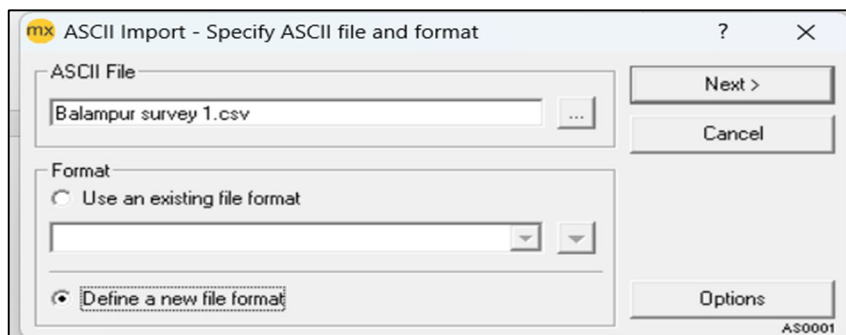 mx ASCII Import - Specify ASCII file and format ? ×
ASCII File
Balampur survey 1.csv ...
Next >
Cancel
Format
Use an existing file format
Define a new file format
Options
AS0001